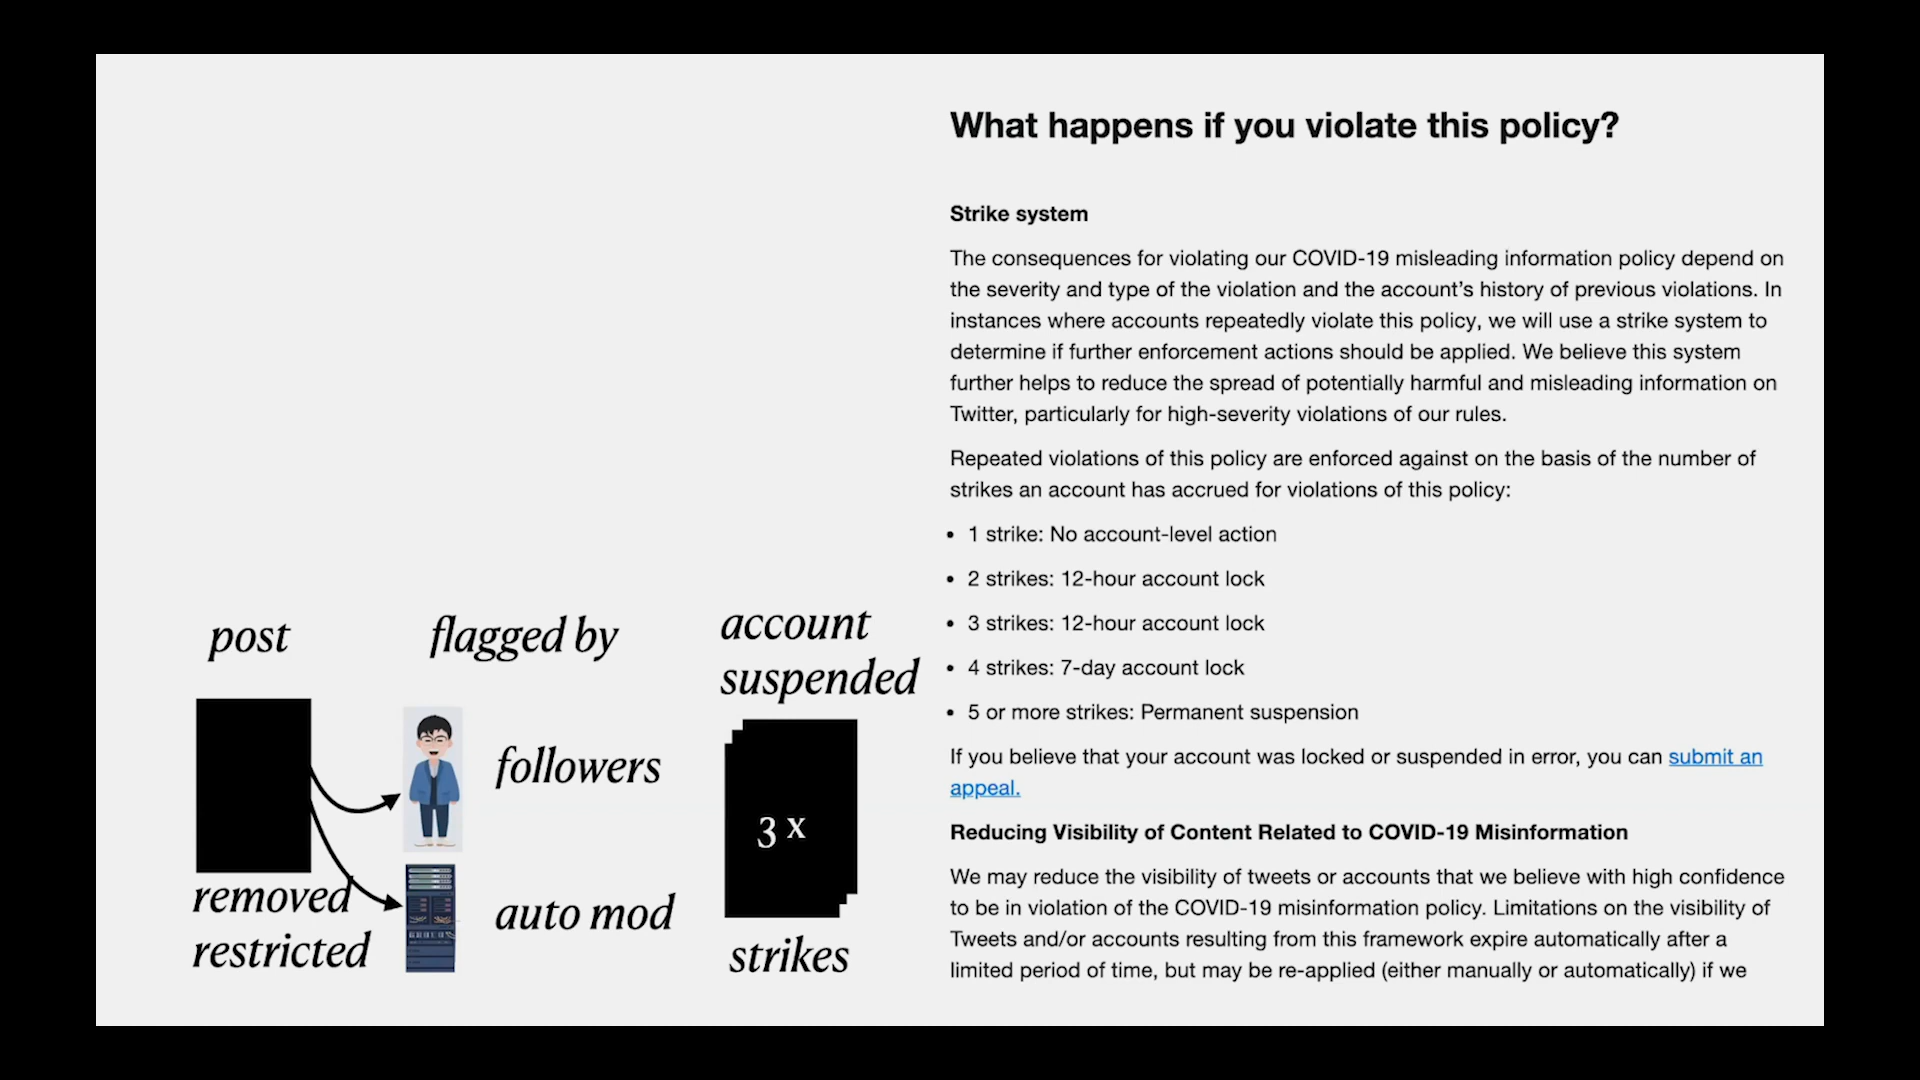 What happens if you violate this policy?
Strike system
The consequences for violating our COVID-19 misleading information policy depend on
the severity and type of the violation and the account’s history of previous violations. In
instances where accounts repeatedly violate this policy, we will use a strike system to
determine if further enforcement actions should be applied. We believe this system
further helps to reduce the spread of potentially harmful and misleading information on
Twitter, particularly for high-severity violations of our rules.
Repeated violations of this policy are enforced against on the basis of the number of
strikes an account has accrued for violations of this policy:
• 1 strike: No account-level action
• 2 strikes: 12-hour account lock
• 3 strikes: 12-hour account lock
• 4 strikes: 7-day account lock
• 5 or more strikes: Permanent suspension
If you believe that your account was locked or suspended in error, you can submit an
appeal.
Reducing Visibility of Content Related to COVID-19 Misinformation
We may reduce the visibility of tweets or accounts that we believe with high confidence
to be in violation of the COVID-19 misinformation policy. Limitations on the visibility of
Tweets and/or accounts resulting from this framework expire automatically after a
limited period of time, but may be re-applied (either manually or automatically) if we
post
removed
restricted
flagged by
followers
auto mod
account
suspended
3 x
strikes